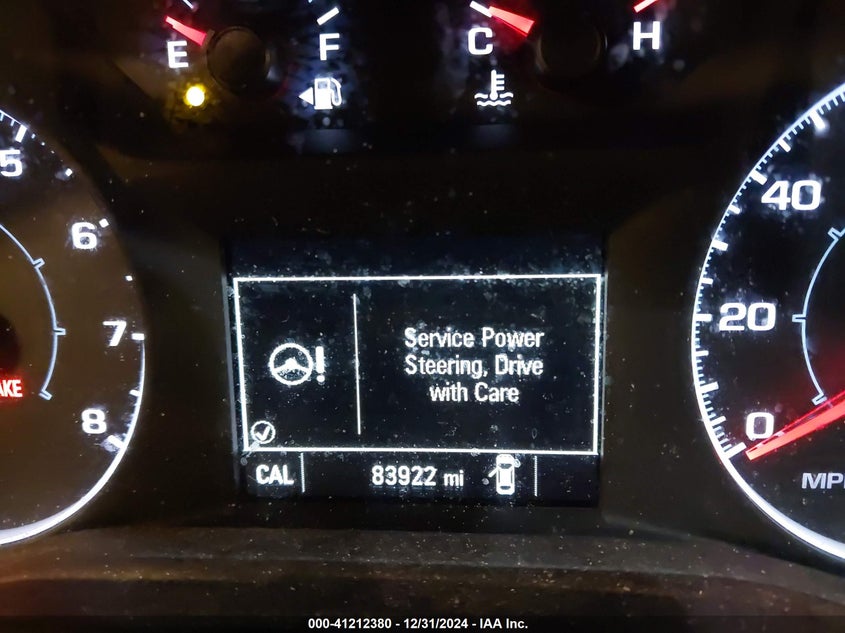 E
F
C
H
5
6
7
8
40
20
0
MP
AKE
Service Power
Steering, Drive
with Care
CAL
83922 mi
000-41212380 - 12/31/2024 - IAA Inc.